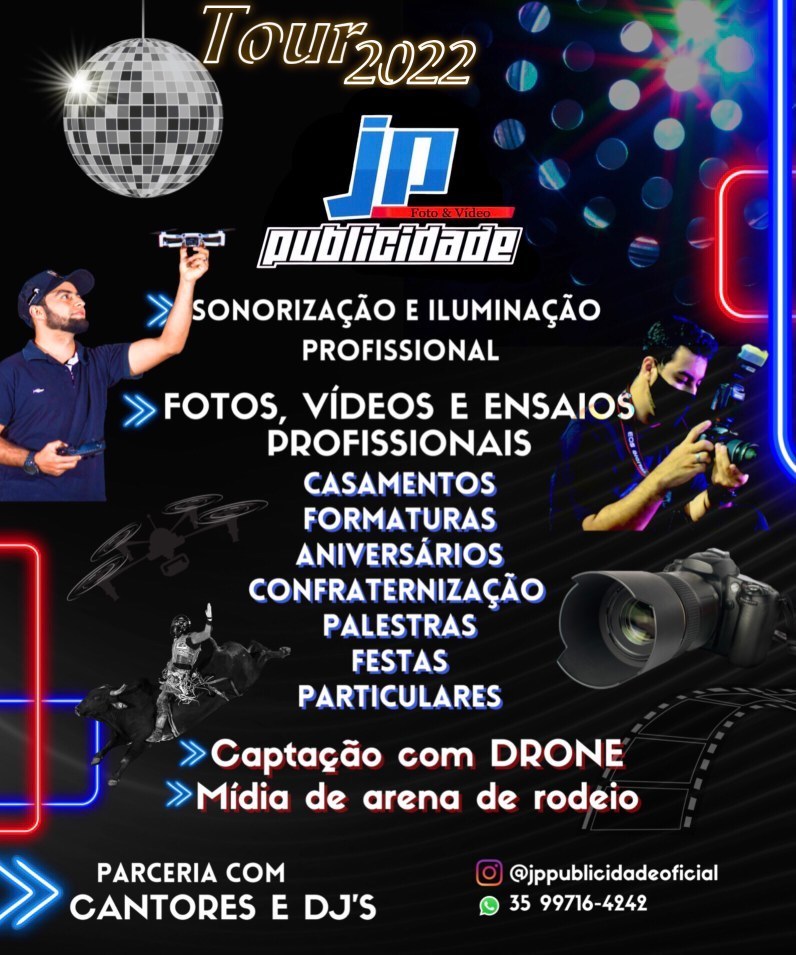 Tour 2022
jp
Foto & Vídeo
publicidade
SONORIZAÇÃO E ILUMINAÇÃO
PROFISSIONAL
FOTOS, VÍDEOS E ENSAIOS
PROFISSIONAIS
CASAMENTOS
FORMATURAS
ANIVERSÁRIOS
CONFRATERNIZAÇÃO
PALESTRAS
FESTAS
PARTICULARES
Captação com DRONE
Mídia de arena de rodeio
PARCERIA COM
CANTORES E DJ'S
@jppublicidadeoficial
35 99716-4242